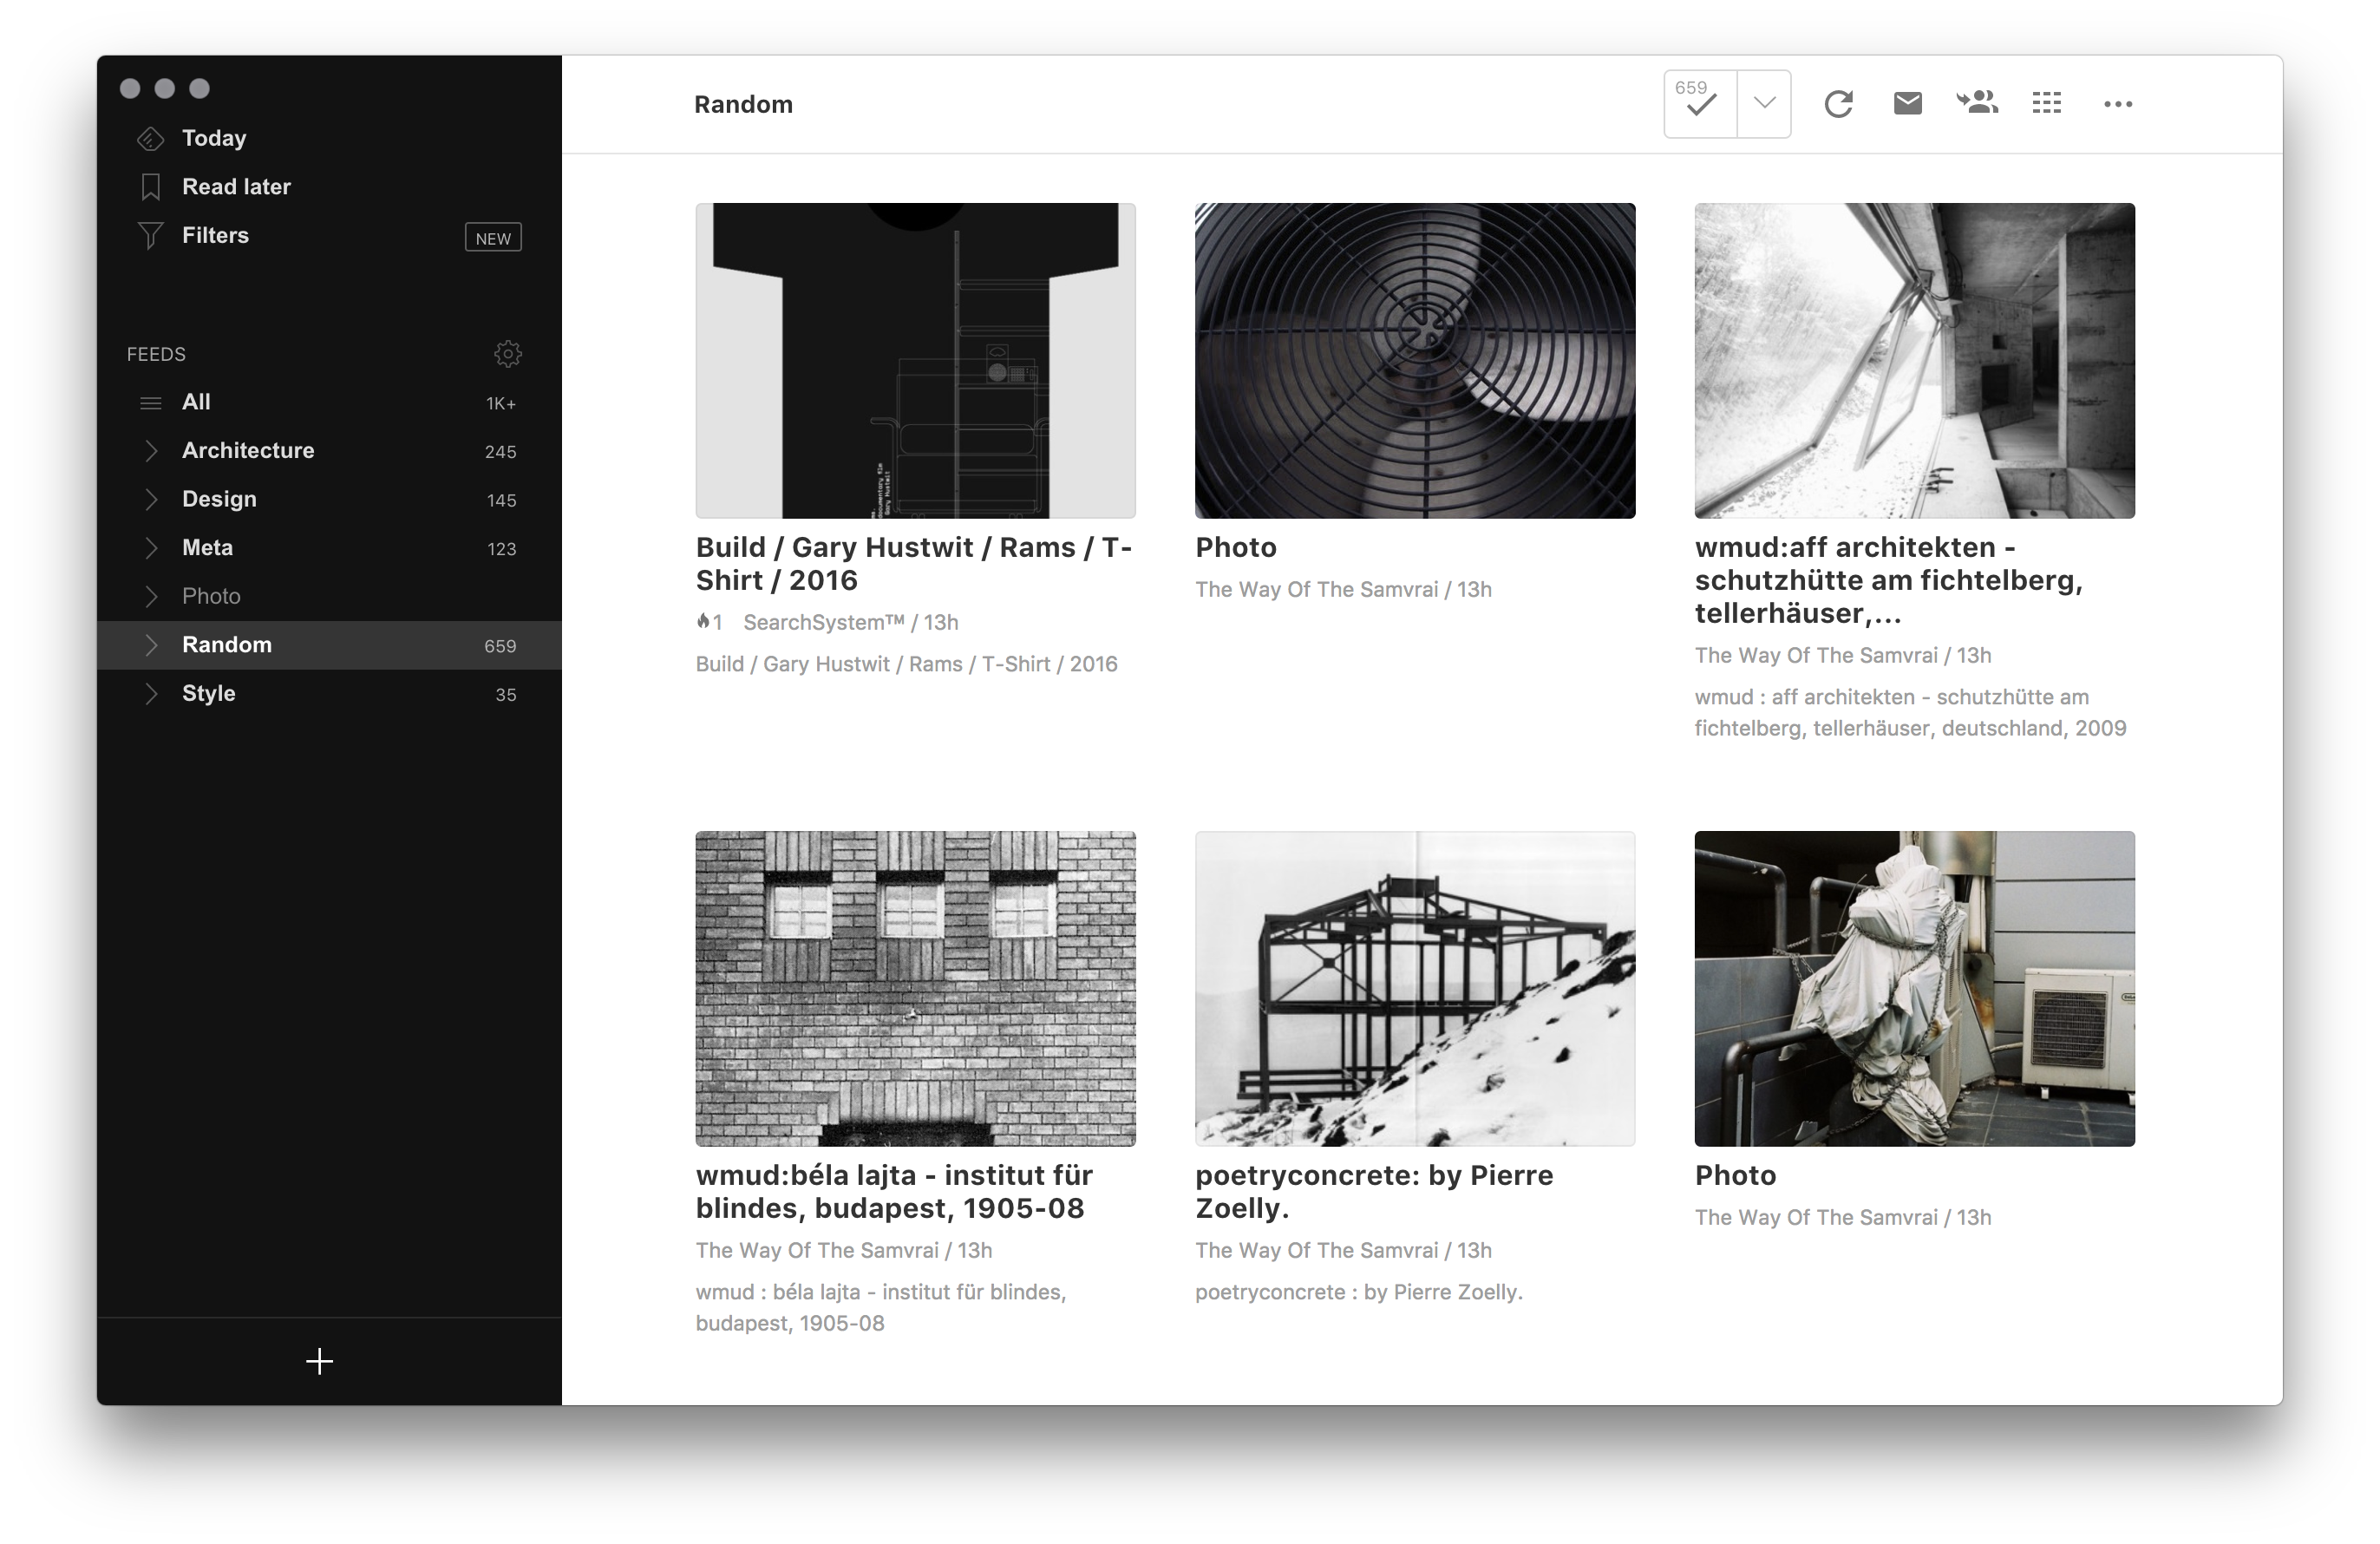 Today
Read later
Filters
NEW
FEEDS
All
1K+
Architecture
245
Design
145
Meta
123
Photo
Random
659
Style
35
Random
659
documentary film
Gary Hustwit
Build / Gary Hustwit / Rams / T-
Shirt / 2016
1 SearchSystem™ / 13h
Build / Gary Hustwit / Rams / T-Shirt / 2016
Photo
The Way Of The Samvrai / 13h
wmud:aff architekten -
schutzhütte am fichtelberg,
tellerhäuser,...
The Way Of The Samvrai / 13h
wmud : aff architekten - schutzhütte am
fichtelberg, tellerhäuser, deutschland, 2009
wmud:béla lajta - institut für
blindes, budapest, 1905-08
The Way Of The Samvrai / 13h
wmud : béla lajta - institut für blindes,
budapest, 1905-08
poetryconcrete: by Pierre
Zoelly.
The Way Of The Samvrai / 13h
poetryconcrete : by Pierre Zoelly.
Photo
The Way Of The Samvrai / 13h